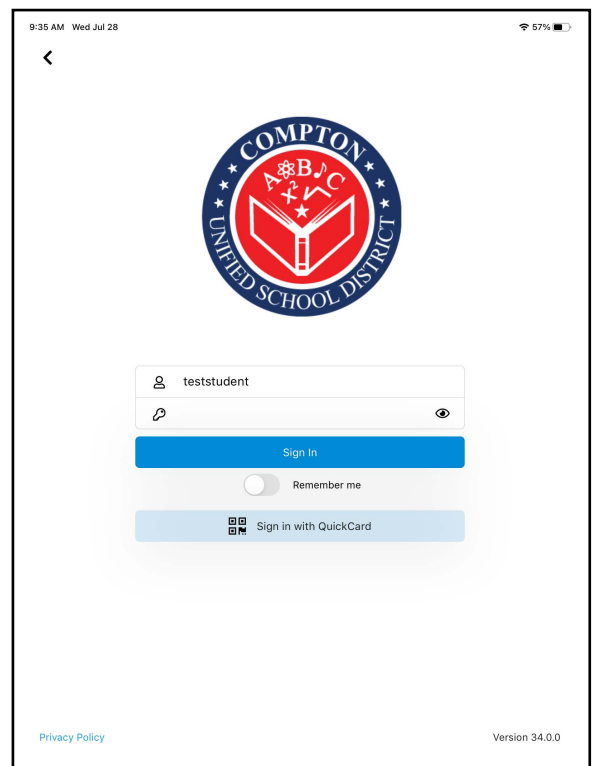 9:35 AM Wed Jul 28
57%
COMPTON
A B C
X²
UNIFIED SCHOOL DISTRICT
teststudent
Sign In
Remember me
Sign in with QuickCard
Privacy Policy
Version 34.0.0